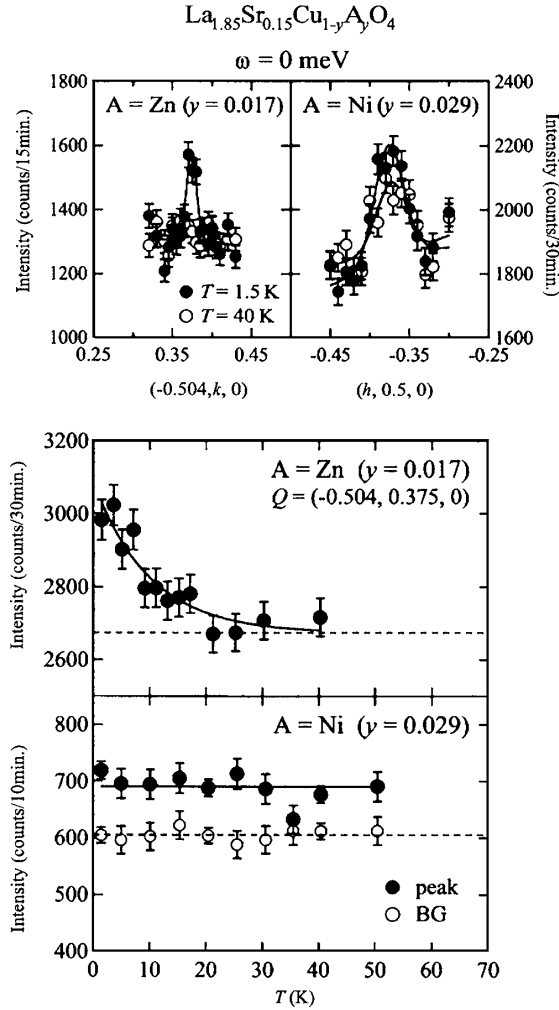 La1.85Sr0.15Cu1-yAyO4
ω = 0 meV
1800
1600
1400
1200
1000
Intensity (counts/15min.)
A = Zn (y = 0.017)
T = 1.5 K
T = 40 K
0.25
0.35
0.45
(-0.504,k, 0)
A = Ni (y = 0.029)
2400
2200
2000
1800
1600
Intensity (counts/30min.)
-0.45
-0.35
-0.25
(h, 0.5, 0)
3200
3000
2800
2600
Intensity (counts/30min.)
A = Zn (y = 0.017)
Q = (-0.504, 0.375, 0)
800
700
600
500
400
Intensity (counts/10min.)
A = Ni (y = 0.029)
peak
BG
0 10 20 30 40 50 60 70
T (K)